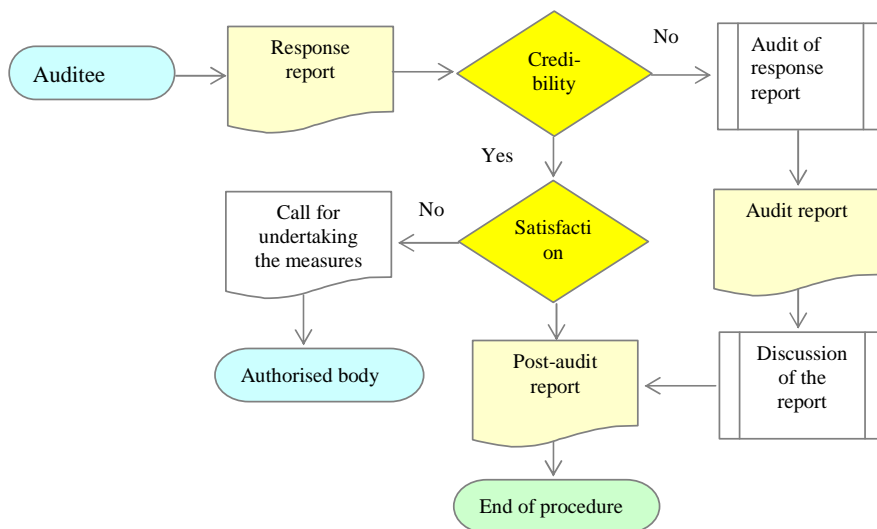 Auditee
Response
report
Credi-
bility
No
Audit of
response
report
Yes
Call for
undertaking
the measures
No
Satisfacti
on
Audit report
Authorised body
Post-audit
report
Discussion
of the
report
End of procedure